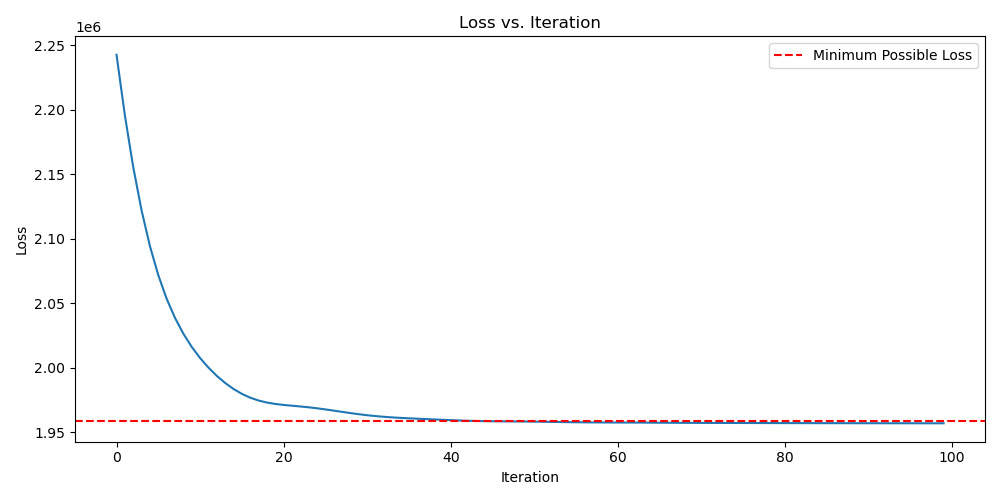 Loss vs. Iteration
1e6
Minimum Possible Loss
2.25
2.20
2.15
2.10
2.05
2.00
1.95
Loss
0 20 40 60 80 100
Iteration